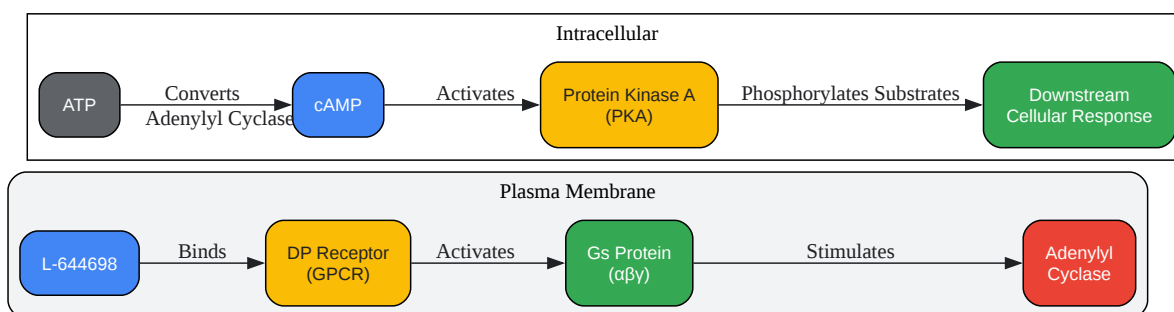 Intracellular
ATP
Converts
Adenylyl Cyclase
cAMP
Activates
Protein Kinase A
(PKA)
Phosphorylates Substrates
Downstream
Cellular Response
Plasma Membrane
L-644698
Binds
DP Receptor
(GPCR)
Activates
Gs Protein
(αβγ)
Stimulates
Adenylyl
Cyclase